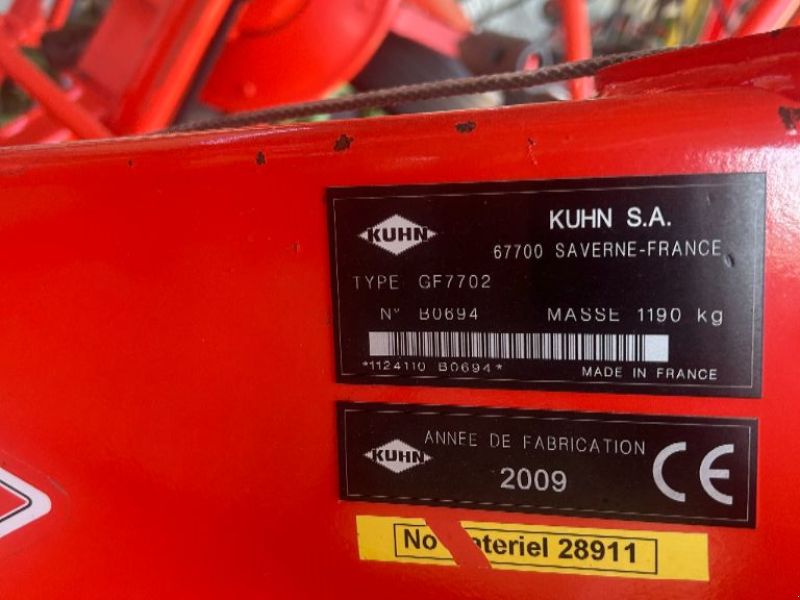 KUHN
KUHN S.A.
67700 SAVERNE-FRANCE
TYPE GF7702
N° B0694 MASSE 1190 kg
*1124110 B0694*
MADE IN FRANCE
KUHN
ANNEE DE FABRICATION
2009
CE
No ateriel 28911